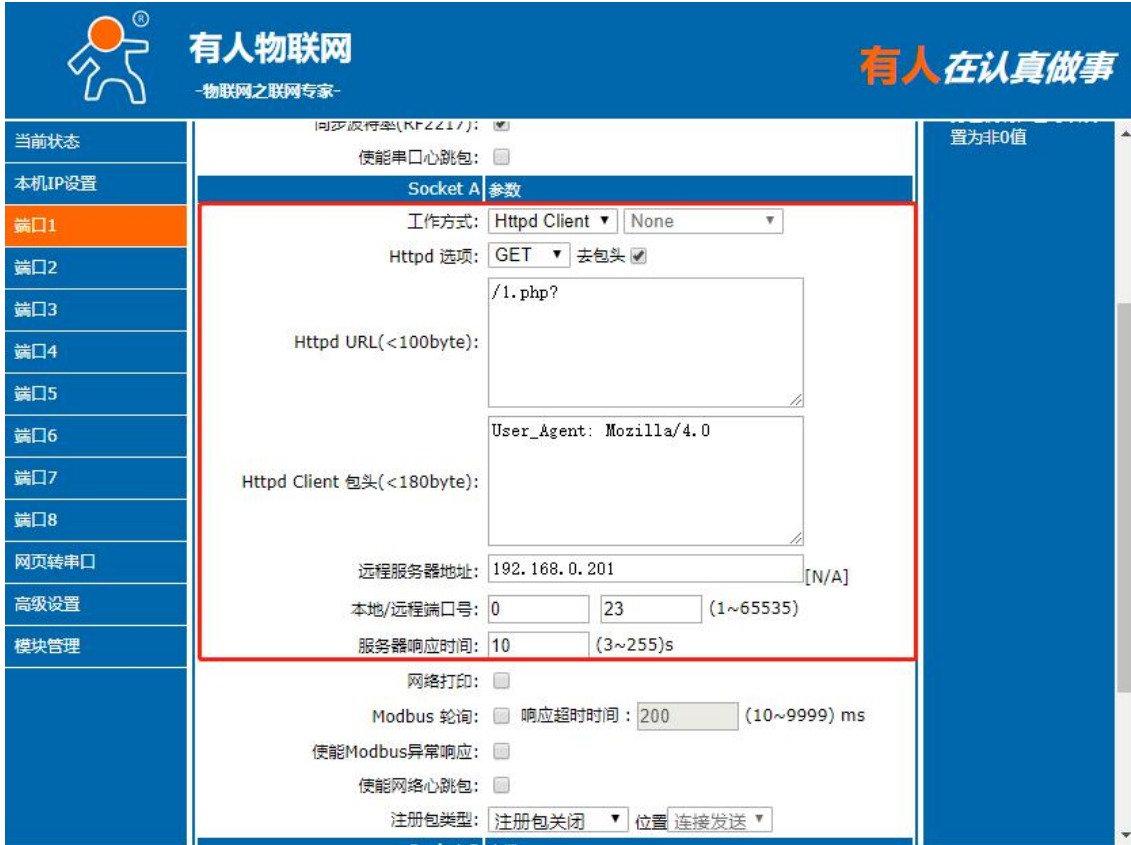 ®
有人物联网
-物联网之联网专家-
有人在认真做事
当前状态
本机IP设置
端口1
端口2
端口3
端口4
端口5
端口6
端口7
端口8
网页转串口
高级设置
模块管理
同步波特率(RF2217):
使能串口心跳包:
Socket A 参数
工作方式: Httpd Client None
Httpd 选项: GET 去包头
Httpd URL(<100byte): /1.php?
Httpd Client 包头(<180byte): User_Agent: Mozilla/4.0
远程服务器地址: 192.168.0.201 [N/A]
本地/远程端口号: 0 23 (1~65535)
服务器响应时间: 10 (3~255)s
网络打印:
Modbus 轮询: 响应超时时间：200 (10~9999) ms
使能Modbus异常响应:
使能网络心跳包:
注册包类型: 注册包关闭 位置 连接发送
置为非0值